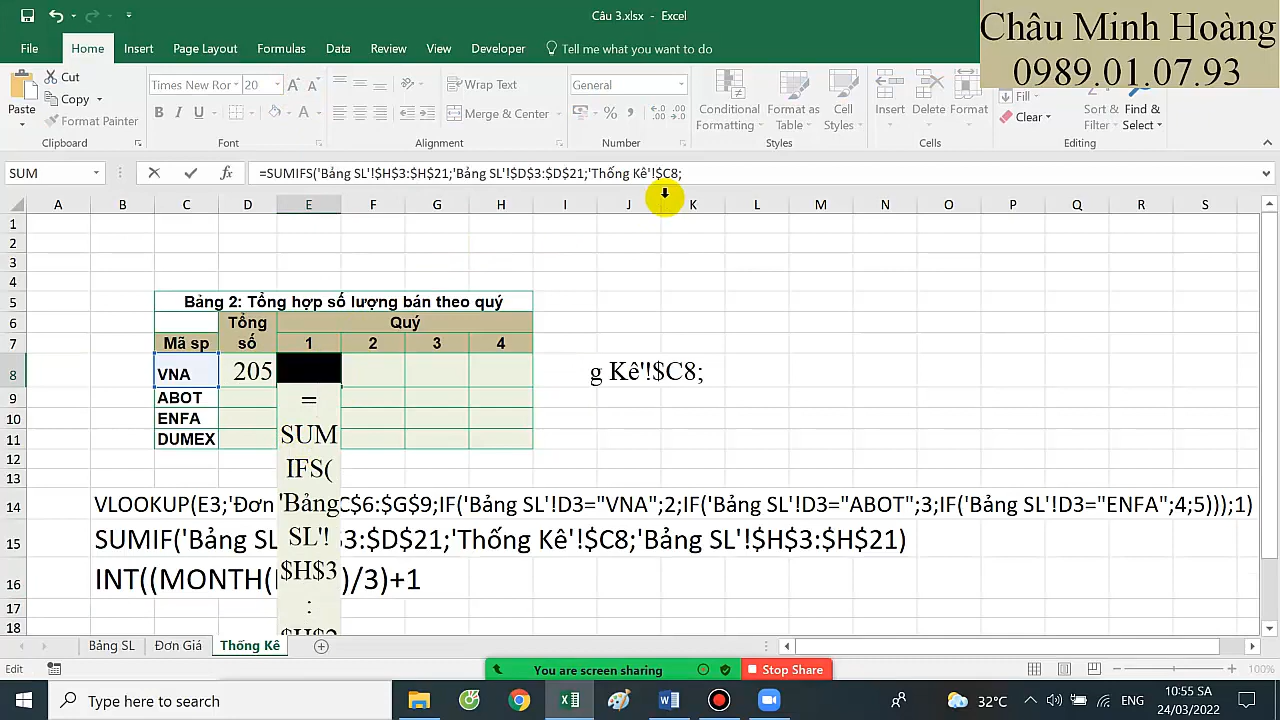 Câu 3.xlsx - Excel
Châu Minh Hoàng
0989.01.07.93
File Home Insert Page Layout Formulas Data Review View Developer Tell me what you want to do
Paste
Cut
Copy
Format Painter
Clipboard
Times New Ror 20
B I U
Font
Wrap Text
Merge & Center
Alignment
General
Number
Conditional Formatting
Format as Table
Cell Styles
Styles
Insert Delete Format
Cells
Fill
Clear
Sort & Filter
Find & Select
Editing
SUM
=SUMIFS('Bảng SL'!$H$3:$H$21;'Bảng SL'!$D$3:$D$21;'Thống Kê'!$C8;
A B C D E F G H I J K L M N O P Q R S
1
2
3
4
5 Bảng 2: Tổng hợp số lượng bán theo quý
6 Tổng Quý
7 Mã sp số 1 2 3 4
8 VNA 205 g Kê'!$C8;
9 ABOT =
10 ENFA SUM
11 DUMEX IFS(
12
13
'Bảng
14 VLOOKUP(E3;'Đơn C$6:$G$9;IF('Bảng SL'!D3="VNA";2;IF('Bảng SL'!D3="ABOT";3;IF('Bảng SL'!D3="ENFA";4;5)));1)
SL'!
15 SUMIF('Bảng SL 3:$D$21;'Thống Kê'!$C8;'Bảng SL'!$H$3:$H$21)
$H$3
16 INT((MONTH( )/3)+1
:
17
18
Bảng SL Đơn Giá Thống Kê
Edit
100%
You are screen sharing Stop Share
Type here to search
32°C
ENG
10:55 SA
24/03/2022